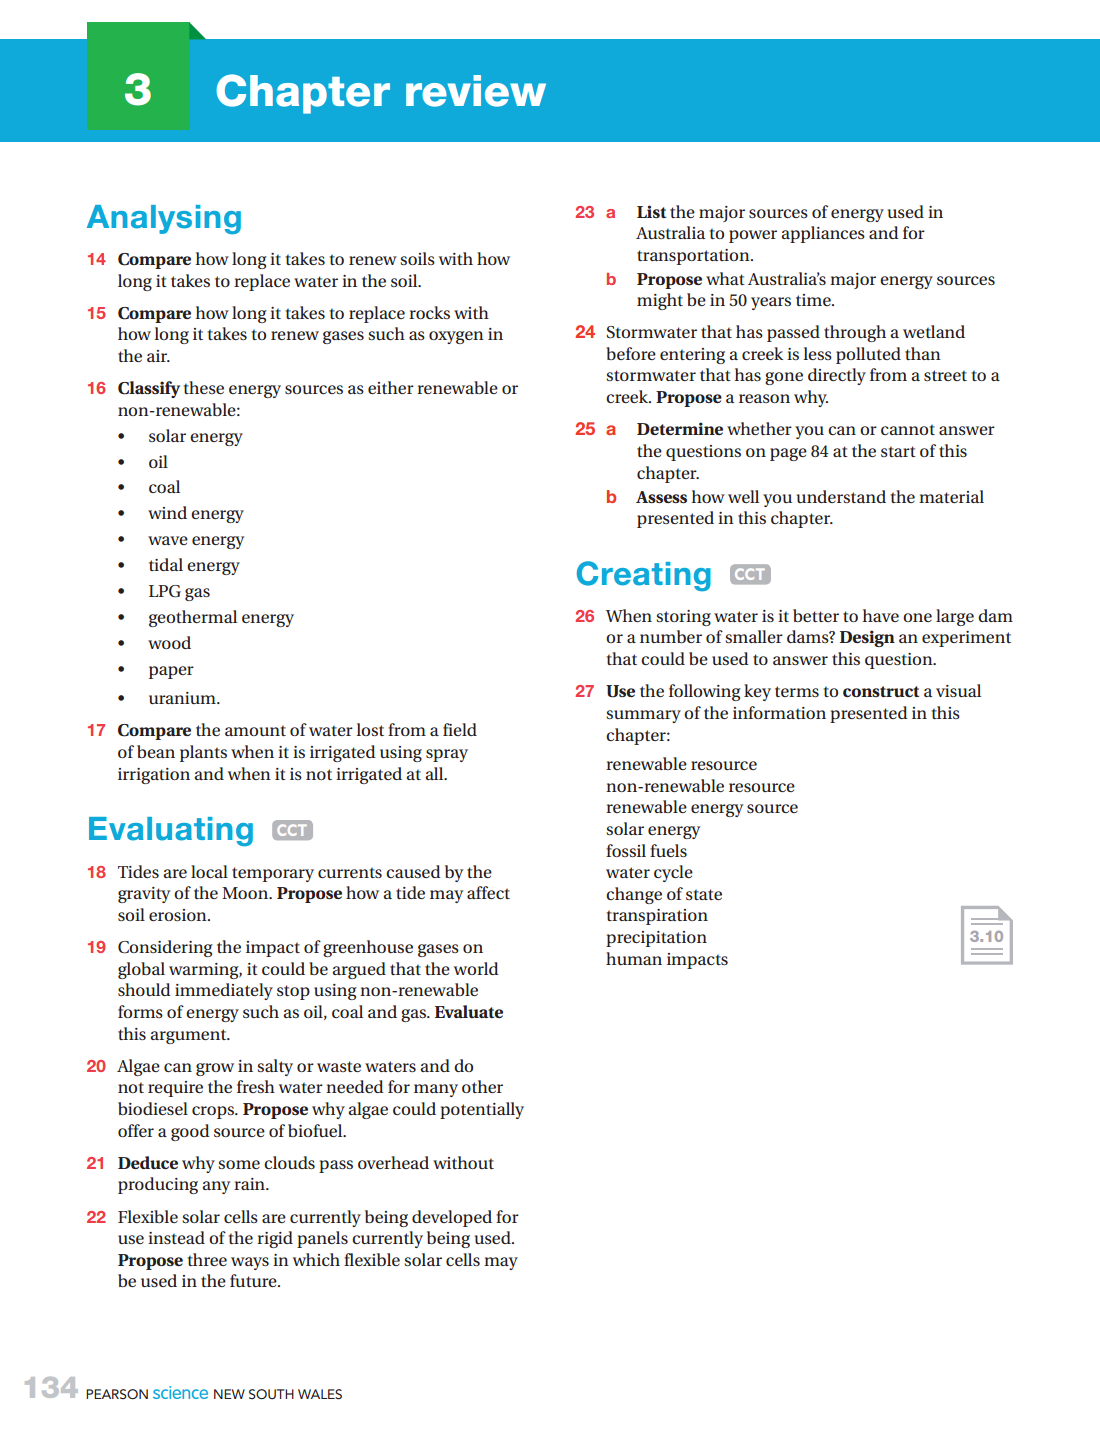 3
Chapter review
Analysing
14 Compare how long it takes to renew soils with how
long it takes to replace water in the soil.
15 Compare how long it takes to replace rocks with
how long it takes to renew gases such as oxygen in
the air.
16 Classify these energy sources as either renewable or
non-renewable:
• solar energy
• oil
• coal
• wind energy
• wave energy
• tidal energy
• LPG gas
• geothermal energy
• wood
• paper
• uranium.
17 Compare the amount of water lost from a field
of bean plants when it is irrigated using spray
irrigation and when it is not irrigated at all.
Evaluating CCT
18 Tides are local temporary currents caused by the
gravity of the Moon. Propose how a tide may affect
soil erosion.
19 Considering the impact of greenhouse gases on
global warming, it could be argued that the world
should immediately stop using non-renewable
forms of energy such as oil, coal and gas. Evaluate
this argument.
20 Algae can grow in salty or waste waters and do
not require the fresh water needed for many other
biodiesel crops. Propose why algae could potentially
offer a good source of biofuel.
21 Deduce why some clouds pass overhead without
producing any rain.
22 Flexible solar cells are currently being developed for
use instead of the rigid panels currently being used.
Propose three ways in which flexible solar cells may
be used in the future.
23 a List the major sources of energy used in
Australia to power appliances and for
transportation.
b Propose what Australia's major energy sources
might be in 50 years time.
24 Stormwater that has passed through a wetland
before entering a creek is less polluted than
stormwater that has gone directly from a street to a
creek. Propose a reason why.
25 a Determine whether you can or cannot answer
the questions on page 84 at the start of this
chapter.
b Assess how well you understand the material
presented in this chapter.
Creating CCT
26 When storing water is it better to have one large dam
or a number of smaller dams? Design an experiment
that could be used to answer this question.
27 Use the following key terms to construct a visual
summary of the information presented in this
chapter:
renewable resource
non-renewable resource
renewable energy source
solar energy
fossil fuels
water cycle
change of state
transpiration
precipitation
human impacts
3.10
134 PEARSON science NEW SOUTH WALES